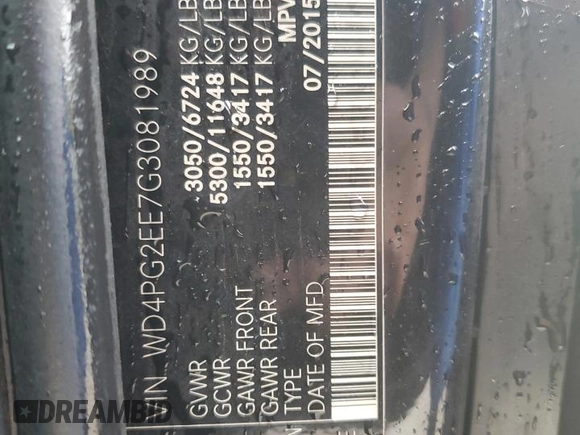 VIN WD4PG2EE7G3081989
GVWR 3050/6724 KG/LB
GCWR 5300/11648 KG/LB
GAWR FRONT 1550/3417 KG/LB
GAWR REAR 1550/3417 KG/LB
TYPE MPV
DATE OF MFD 07/2015
DREAMBID